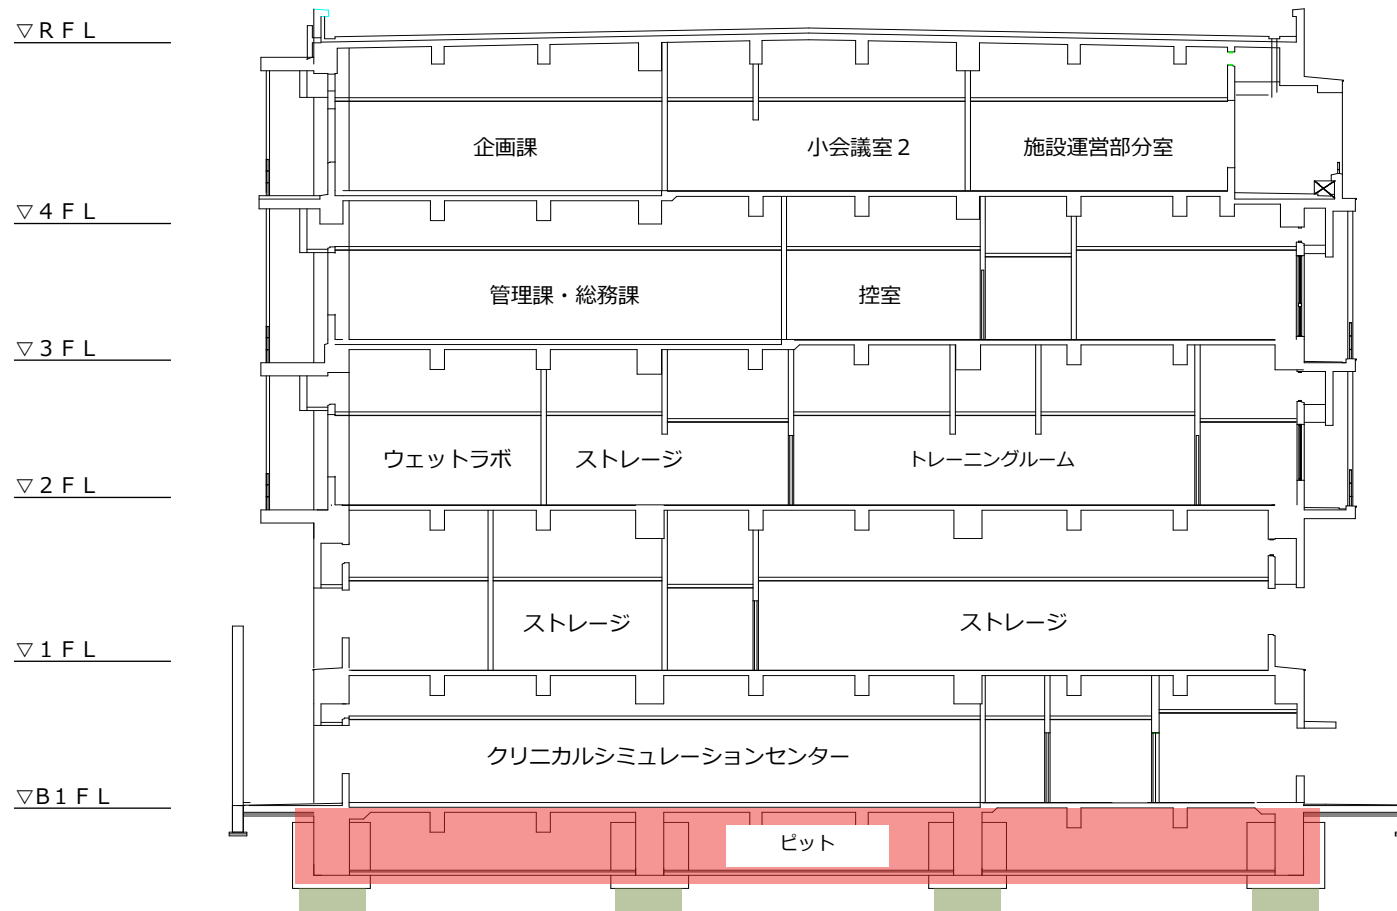 ▽ＲＦＬ
企画課
小会議室２
施設運営部分室
▽４ＦＬ
管理課・総務課
控室
▽３ＦＬ
ウェットラボ
ストレージ
トレーニングルーム
▽２ＦＬ
ストレージ
ストレージ
▽１ＦＬ
クリニカルシミュレーションセンター
▽B１ＦＬ
ピット